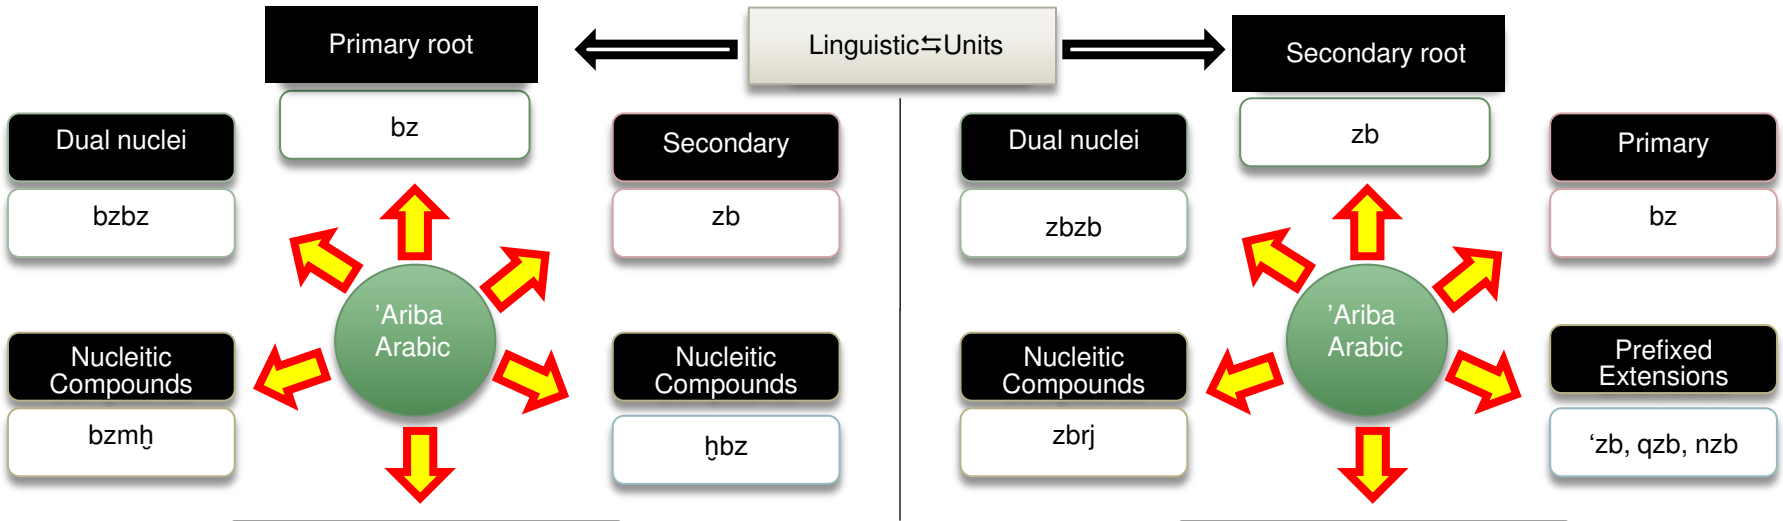 Linguistic⇆Units
Primary root
bz
Dual nuclei
bzbz
Secondary
zb
’Ariba
Arabic
Nucleitic
Compounds
bzmḫ
Nucleitic
Compounds
ḫbz
Secondary root
zb
Dual nuclei
zbzb
Primary
bz
’Ariba
Arabic
Nucleitic
Compounds
zbrj
Prefixed
Extensions
‘zb, qzb, nzb